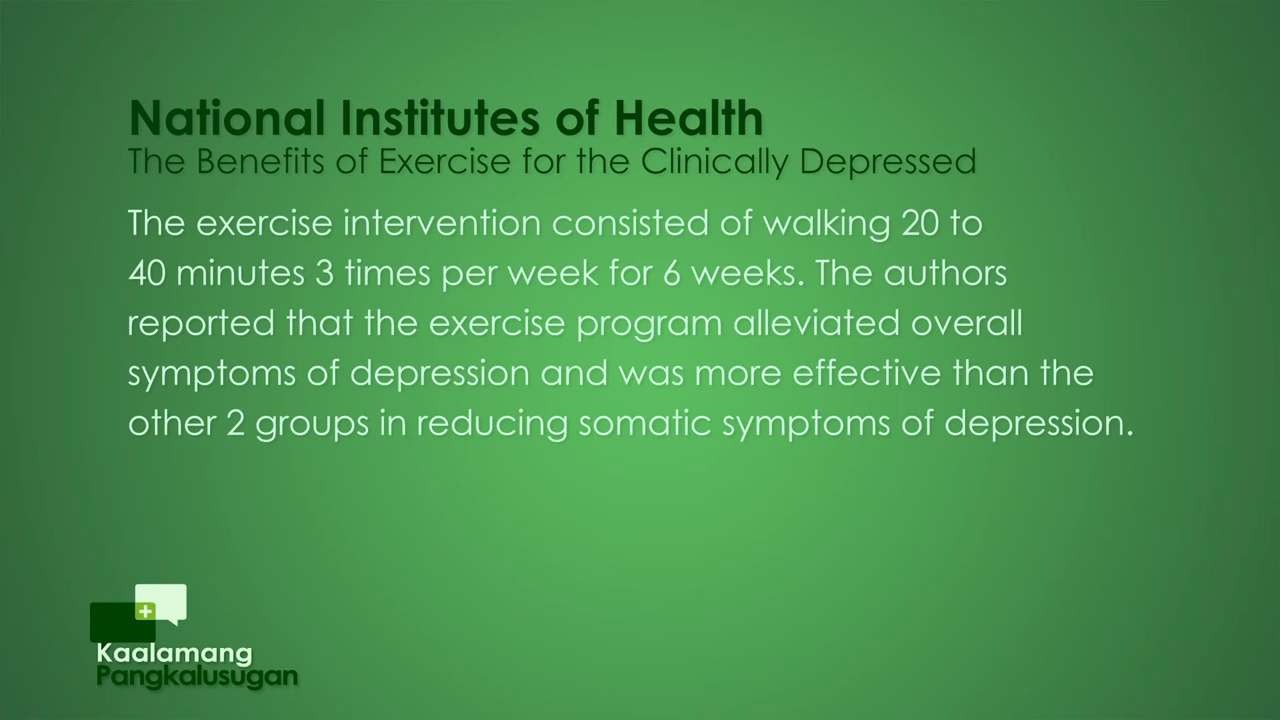 National Institutes of Health
The Benefits of Exercise for the Clinically Depressed
The exercise intervention consisted of walking 20 to
40 minutes 3 times per week for 6 weeks. The authors
reported that the exercise program alleviated overall
symptoms of depression and was more effective than the
other 2 groups in reducing somatic symptoms of depression.
Kaalamang
Pangkalusugan